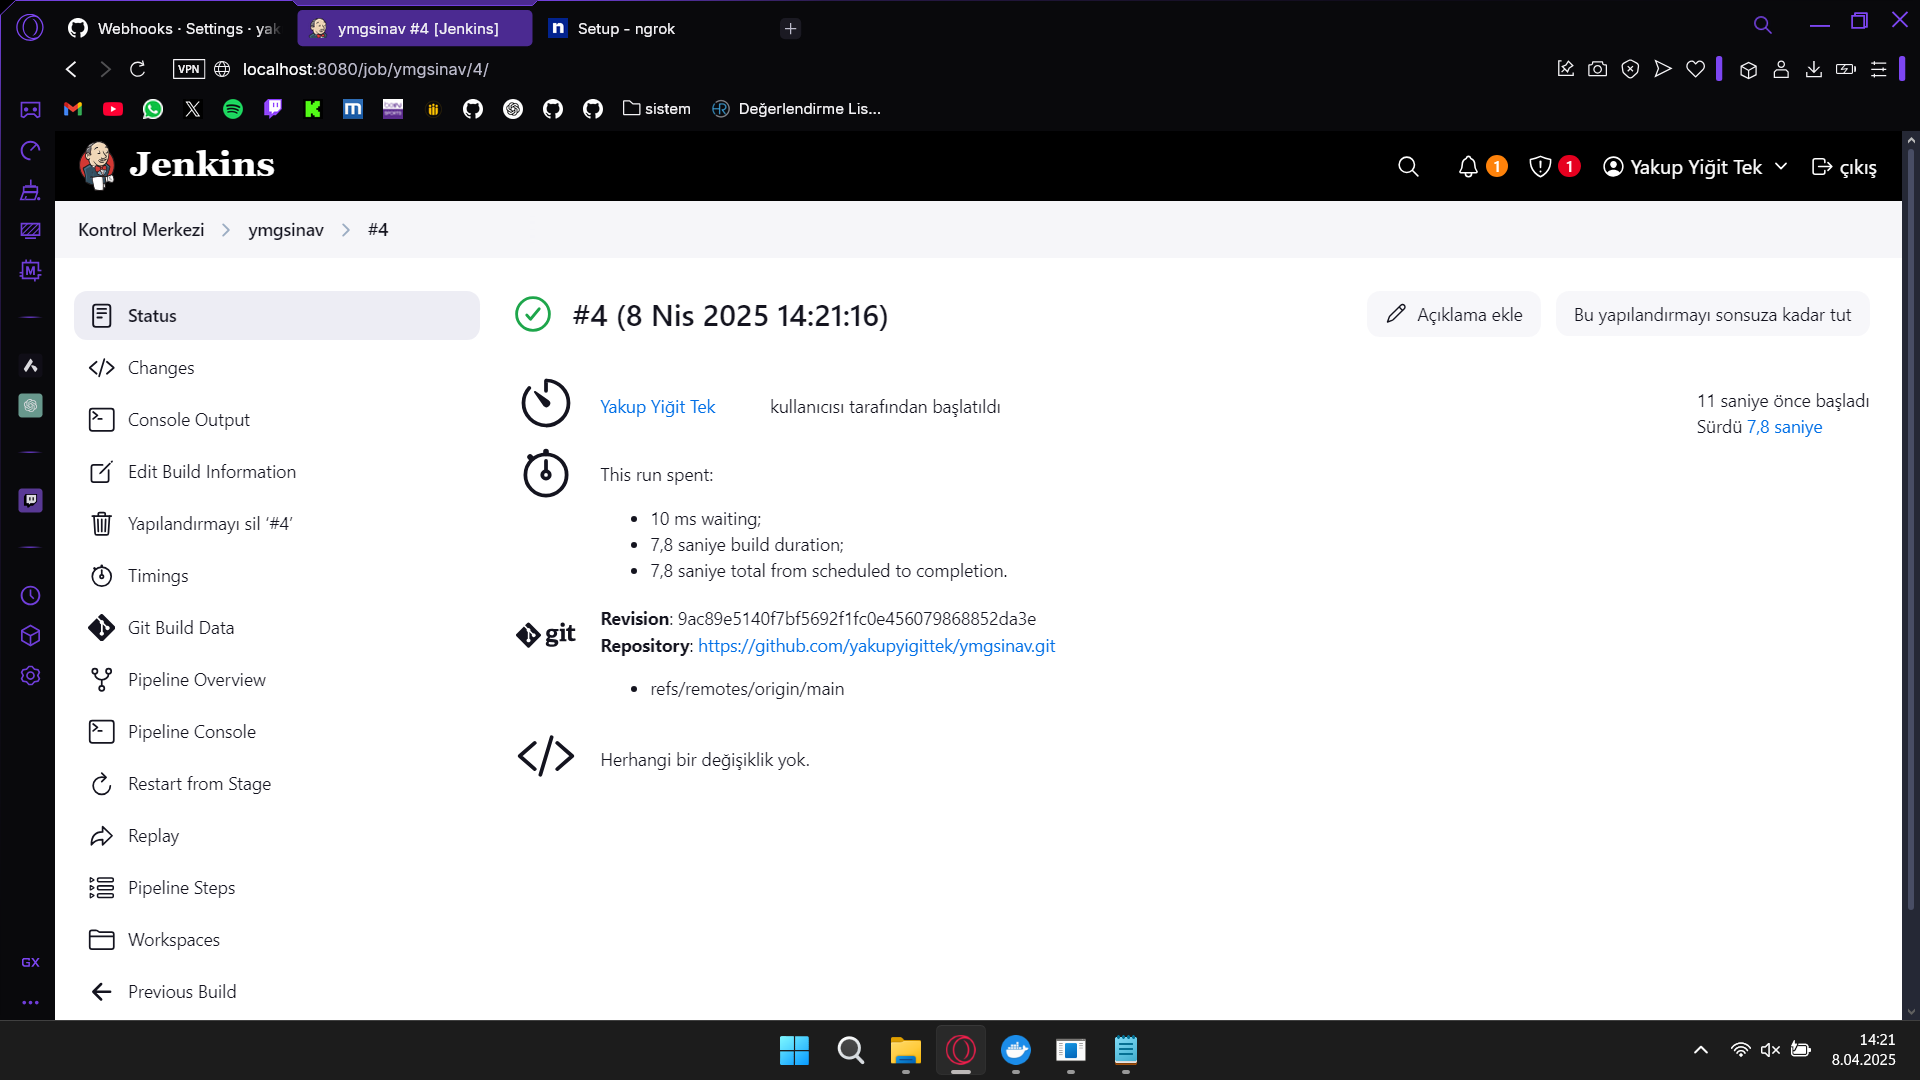 Webhooks · Settings · yak
ymgsinav #4 [Jenkins]
Setup - ngrok
VPN
localhost:8080/job/ymgsinav/4/
sistem
Değerlendirme Lis...
Jenkins
1
1
Yakup Yiğit Tek
çıkış
Kontrol Merkezi
ymgsinav
#4
Status
Changes
Console Output
Edit Build Information
Yapılandırmayı sil ‘#4’
Timings
Git Build Data
Pipeline Overview
Pipeline Console
Restart from Stage
Replay
Pipeline Steps
Workspaces
Previous Build
#4 (8 Nis 2025 14:21:16)
Açıklama ekle
Bu yapılandırmayı sonsuza kadar tut
Yakup Yiğit Tek kullanıcısı tarafından başlatıldı
11 saniye önce başladı
Sürdü 7,8 saniye
This run spent:
10 ms waiting;
7,8 saniye build duration;
7,8 saniye total from scheduled to completion.
git
Revision: 9ac89e5140f7bf5692f1fc0e456079868852da3e
Repository: https://github.com/yakupyigittek/ymgsinav.git
refs/remotes/origin/main
Herhangi bir değişiklik yok.
GX
14:21
8.04.2025